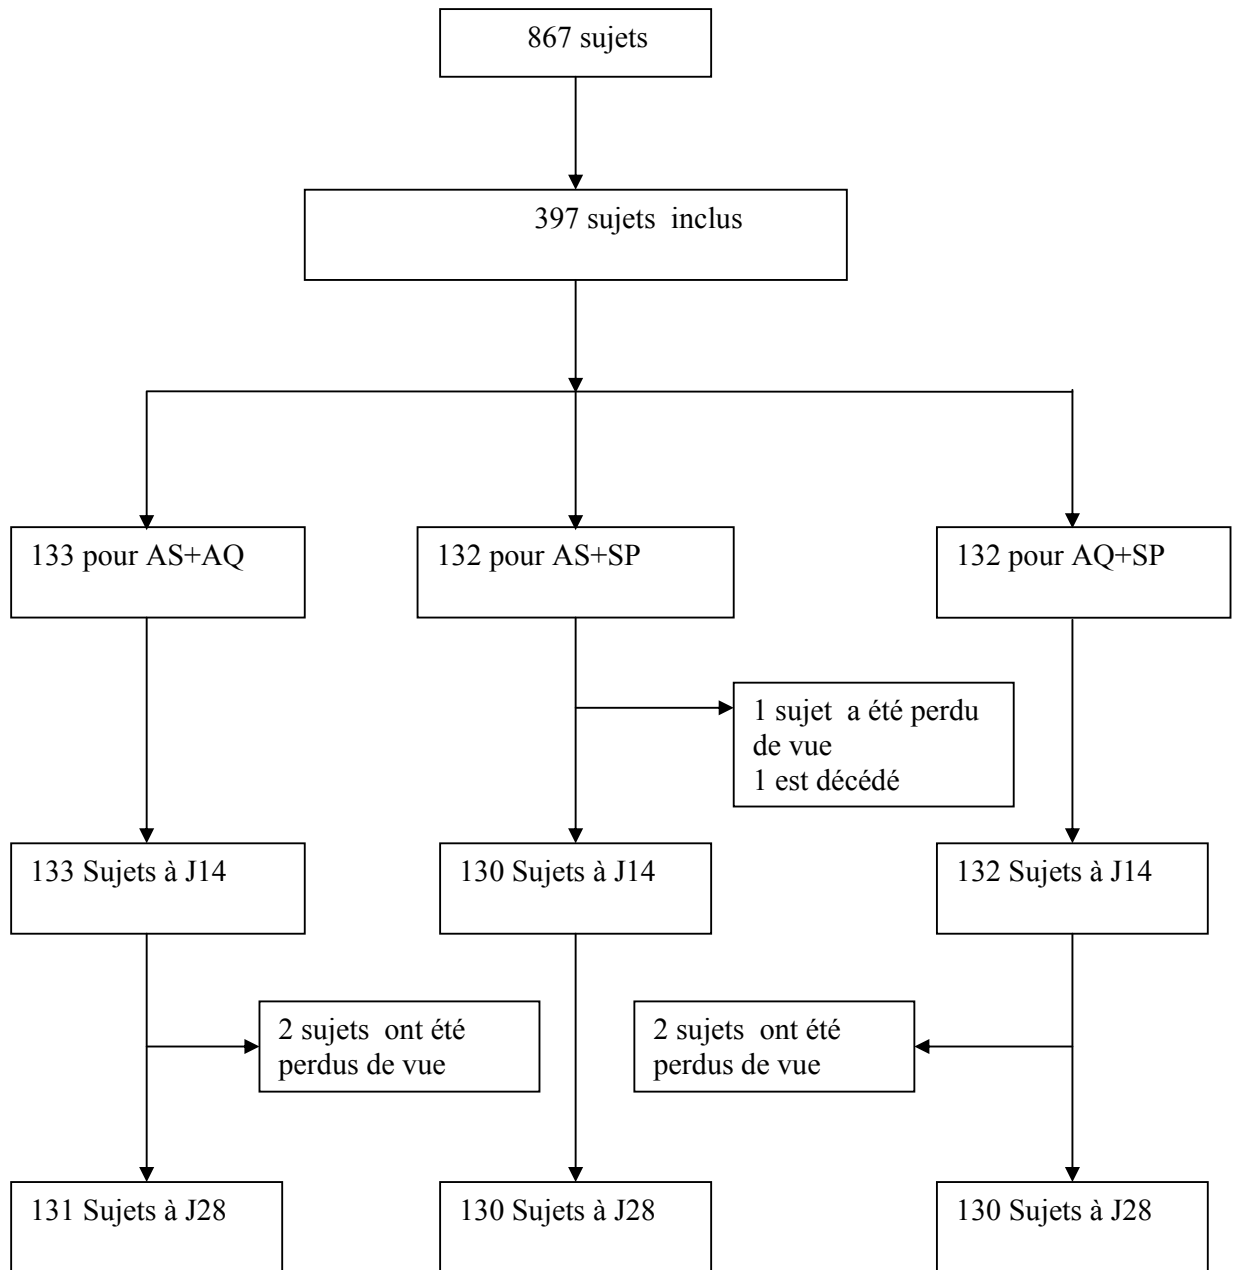 867 sujets
397 sujets inclus
133 pour AS+AQ
132 pour AS+SP
132 pour AQ+SP
1 sujet a été perdu
de vue
1 est décédé
133 Sujets à J14
130 Sujets à J14
132 Sujets à J14
2 sujets ont été
perdus de vue
2 sujets ont été
perdus de vue
131 Sujets à J28
130 Sujets à J28
130 Sujets à J28